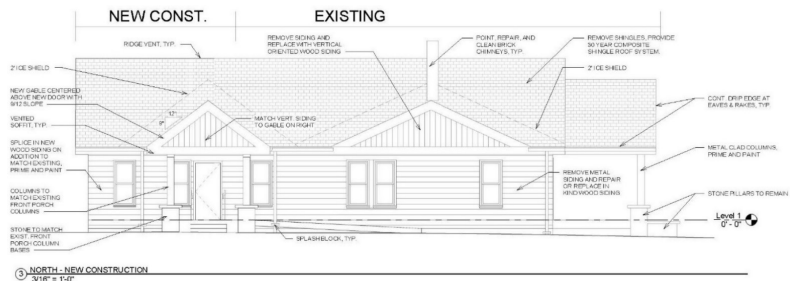 NEW CONST.
EXISTING
RIDGE VENT, TYP.
REMOVE SIDING AND
REPLACE WITH VERTICAL
ORIENTED WOOD SIDING
POINT, REPAIR, AND
CLEAN BRICK
CHIMNEYS, TYP.
REMOVE SHINGLES, PROVIDE
30 YEAR COMPOSITE
SHINGLE ROOF SYSTEM.
2' ICE SHIELD
2' ICE SHIELD
NEW GABLE CENTERED
ABOVE NEW DOOR WITH
9/12 SLOPE
12"
VENTED
SOFFIT, TYP.
MATCH VERT. SIDING
TO GABLE ON RIGHT
CONT. DRIP EDGE AT
EAVES & RAKES, TYP.
SPLICE IN NEW
WOOD SIDING ON
ADDITION TO
MATCH EXISTING,
PRIME AND PAINT
METAL CLAD COLUMNS,
PRIME AND PAINT
REMOVE METAL
SIDING AND REPAIR
OR REPLACE IN
KIND WOOD SIDING
COLUMNS TO
MATCH EXISTING
FRONT PORCH
COLUMNS
STONE PILLARS TO REMAIN
Level 1
0' - 0"
STONE TO MATCH
EXIST. FRONT
PORCH COLUMN
BASES
SPLASH BLOCK, TYP.
3 NORTH - NEW CONSTRUCTION
3/16" = 1'-0"